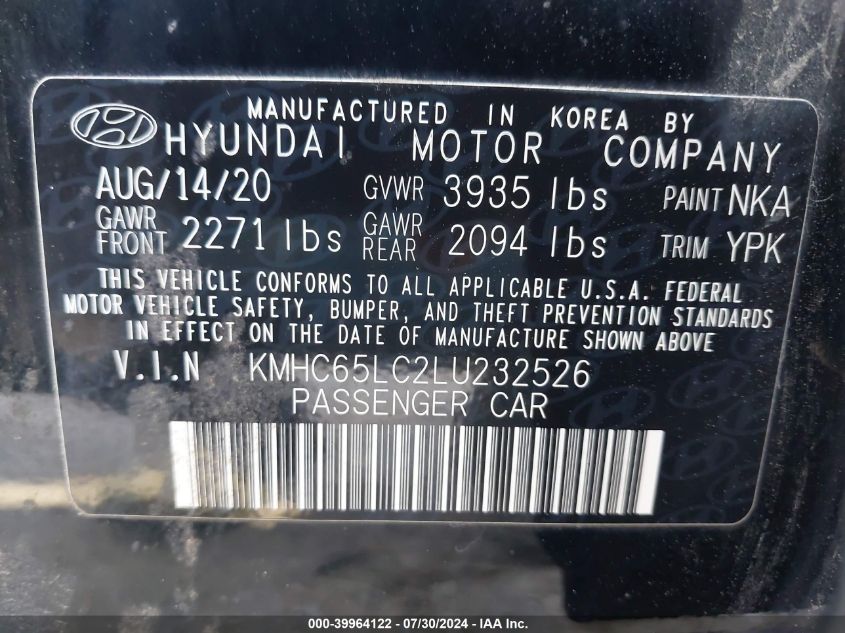 MANUFACTURED IN KOREA BY
HYUNDAI MOTOR COMPANY
AUG/14/20 GVWR 3935 lbs PAINT NKA
GAWR FRONT 2271 lbs GAWR REAR 2094 lbs TRIM YPK
THIS VEHICLE CONFORMS TO ALL APPLICABLE U.S.A. FEDERAL
MOTOR VEHICLE SAFETY, BUMPER, AND THEFT PREVENTION STANDARDS
IN EFFECT ON THE DATE OF MANUFACTURE SHOWN ABOVE
V.I.N KMHC65LC2LU232526
PASSENGER CAR
000-39964122 - 07/30/2024 - IAA Inc.